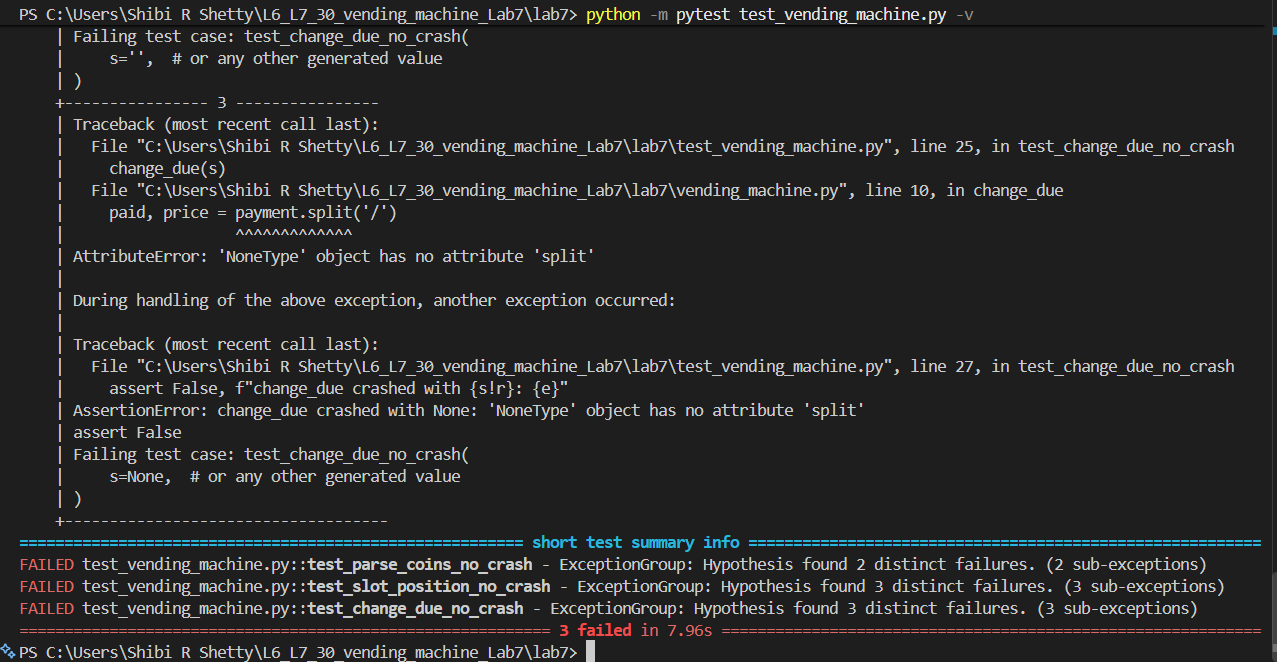 PS C:\Users\Shibi R Shetty\L6_L7_30_vending_machine_Lab7\lab7> python -m pytest test_vending_machine.py -v
    | Failing test case: test_change_due_no_crash(
    |     s='',  # or any other generated value
    | )
    +---------------- 3 ----------------
    | Traceback (most recent call last):
    |   File "C:\Users\Shibi R Shetty\L6_L7_30_vending_machine_Lab7\lab7\test_vending_machine.py", line 25, in test_change_due_no_crash
    |     change_due(s)
    |   File "C:\Users\Shibi R Shetty\L6_L7_30_vending_machine_Lab7\lab7\vending_machine.py", line 10, in change_due
    |     paid, price = payment.split('/')
    |                   ^^^^^^^^^^^^^
    | AttributeError: 'NoneType' object has no attribute 'split'
    |
    | During handling of the above exception, another exception occurred:
    |
    | Traceback (most recent call last):
    |   File "C:\Users\Shibi R Shetty\L6_L7_30_vending_machine_Lab7\lab7\test_vending_machine.py", line 27, in test_change_due_no_crash
    |     assert False, f"change_due crashed with {s!r}: {e}"
    | AssertionError: change_due crashed with None: 'NoneType' object has no attribute 'split'
    | assert False
    | Failing test case: test_change_due_no_crash(
    |     s=None,  # or any other generated value
    | )
    +------------------------------------
======================================================== short test summary info =========================================================
FAILED test_vending_machine.py::test_parse_coins_no_crash - ExceptionGroup: Hypothesis found 2 distinct failures. (2 sub-exceptions)
FAILED test_vending_machine.py::test_slot_position_no_crash - ExceptionGroup: Hypothesis found 3 distinct failures. (3 sub-exceptions)
FAILED test_vending_machine.py::test_change_due_no_crash - ExceptionGroup: Hypothesis found 3 distinct failures. (3 sub-exceptions)
=========================================================== 3 failed in 7.96s ============================================================
PS C:\Users\Shibi R Shetty\L6_L7_30_vending_machine_Lab7\lab7>